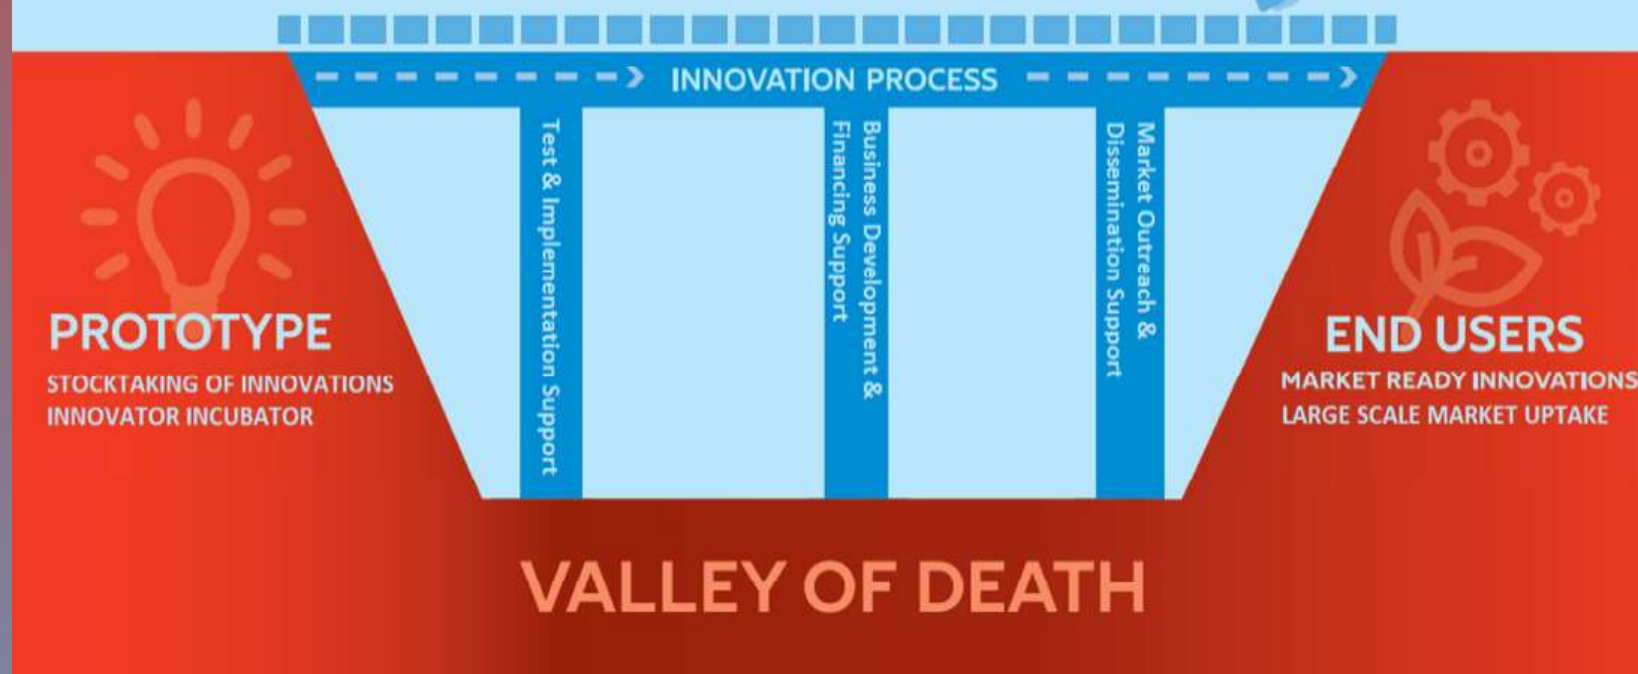 INNOVATION PROCESS
Test & Implementation Support
Business Development &
Financing Support
Market Outreach &
Dissemination Support
PROTOTYPE
STOCKTAKING OF INNOVATIONS
INNOVATOR INCUBATOR
END USERS
MARKET READY INNOVATIONS
LARGE SCALE MARKET UPTAKE
VALLEY OF DEATH